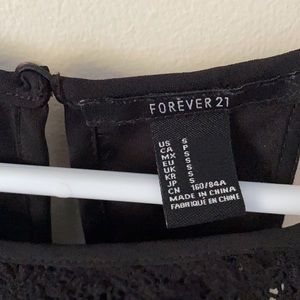 FOREVER 21
US S
CA P
MX S
EU S
UK S
KR S
JP S
CN 160/84A
MADE IN CHINA
FABRIQUÉ EN CHINE